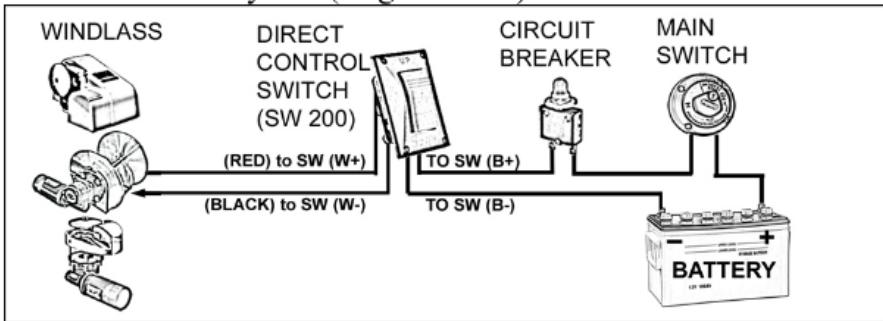 WINDLASS
DIRECT
CONTROL
SWITCH
(SW 200)
CIRCUIT
BREAKER
MAIN
SWITCH
UP
(RED) to SW (W+)
TO SW (B+)
(BLACK) to SW (W-)
TO SW (B-)
- +
BATTERY